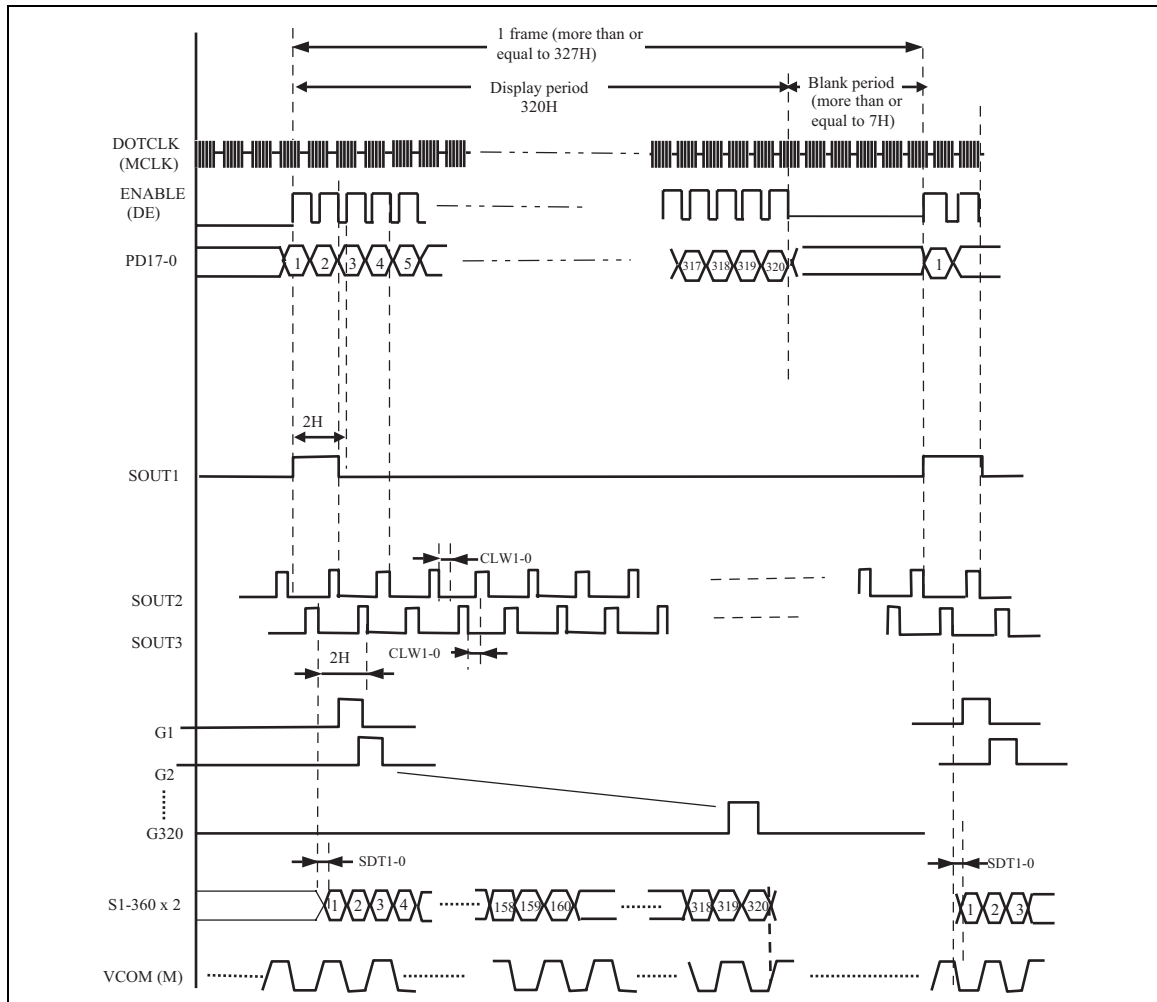 1 frame (more than or
equal to 327H)
Display period
320H
Blank period
(more than or
equal to 7H)
DOTCLK
(MCLK)
ENABLE
(DE)
PD17-0
1 2 3 4 5
317 318 319 320
1
2H
SOUT1
CLW1-0
SOUT2
SOUT3
CLW1-0
2H
G1
G2
G320
SDT1-0
SDT1-0
S1-360 x 2
1 2 3 4
158 159 160
318 319 320
1 2 3
VCOM (M)